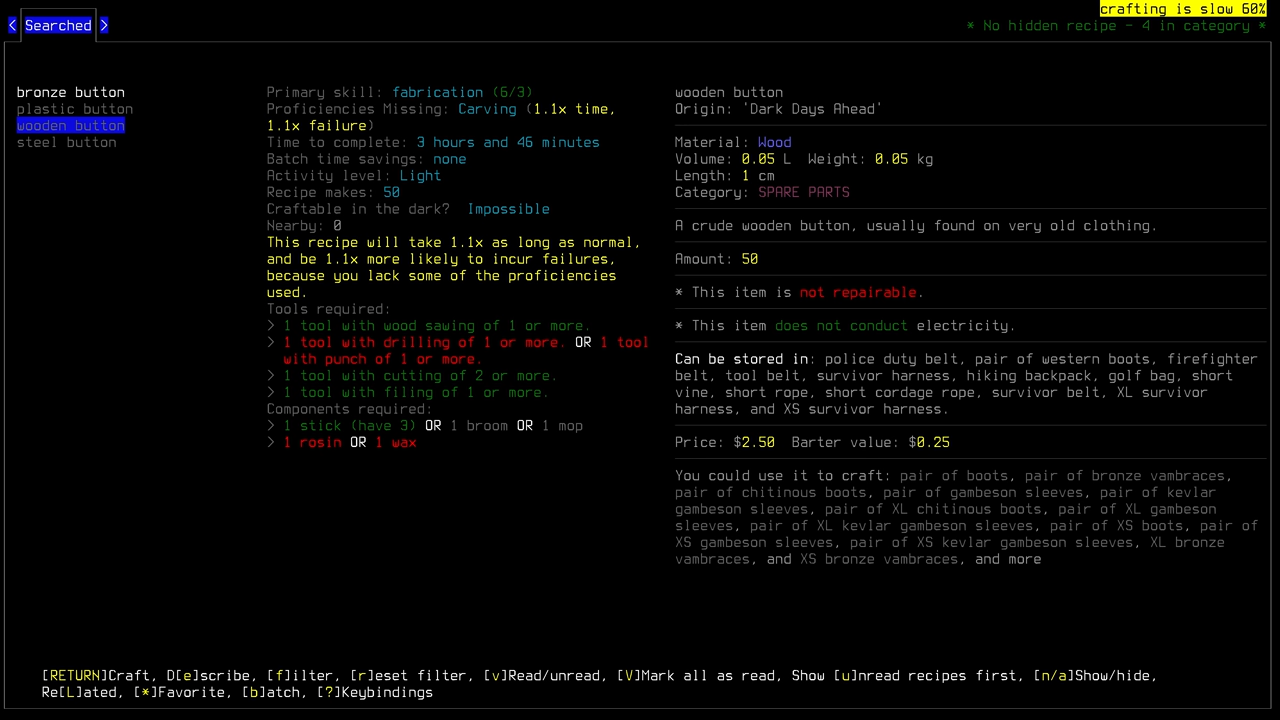 crafting is slow 60%
< Searched >
* No hidden recipe - 4 in category *
bronze button
plastic button
wooden button
steel button
Primary skill: fabrication (6/3)
Proficiencies Missing: Carving (1.1x time,
1.1x failure)
Time to complete: 3 hours and 46 minutes
Batch time savings: none
Activity level: Light
Recipe makes: 50
Craftable in the dark?  Impossible
Nearby: 0
This recipe will take 1.1x as long as normal,
and be 1.1x more likely to incur failures,
because you lack some of the proficiencies
used.
Tools required:
> 1 tool with wood sawing of 1 or more.
> 1 tool with drilling of 1 or more. OR 1 tool
with punch of 1 or more.
> 1 tool with cutting of 2 or more.
> 1 tool with filing of 1 or more.
Components required:
> 1 stick (have 3) OR 1 broom OR 1 mop
> 1 rosin OR 1 wax
wooden button
Origin: 'Dark Days Ahead'
Material: Wood
Volume: 0.05 L  Weight: 0.05 kg
Length: 1 cm
Category: SPARE PARTS
A crude wooden button, usually found on very old clothing.
Amount: 50
* This item is not repairable.
* This item does not conduct electricity.
Can be stored in: police duty belt, pair of western boots, firefighter
belt, tool belt, survivor harness, hiking backpack, golf bag, short
vine, short rope, short cordage rope, survivor belt, XL survivor
harness, and XS survivor harness.
Price: $2.50  Barter value: $0.25
You could use it to craft: pair of boots, pair of bronze vambraces,
pair of chitinous boots, pair of gambeson sleeves, pair of kevlar
gambeson sleeves, pair of XL chitinous boots, pair of XL gambeson
sleeves, pair of XL kevlar gambeson sleeves, pair of XS boots, pair of
XS gambeson sleeves, pair of XS kevlar gambeson sleeves, XL bronze
vambraces, and XS bronze vambraces, and more
[RETURN]Craft, D[e]scribe, [f]ilter, [r]eset filter, [v]Read/unread, [V]Mark all as read, Show [u]nread recipes first, [n/a]Show/hide,
Re[L]ated, [*]Favorite, [b]atch, [?]Keybindings